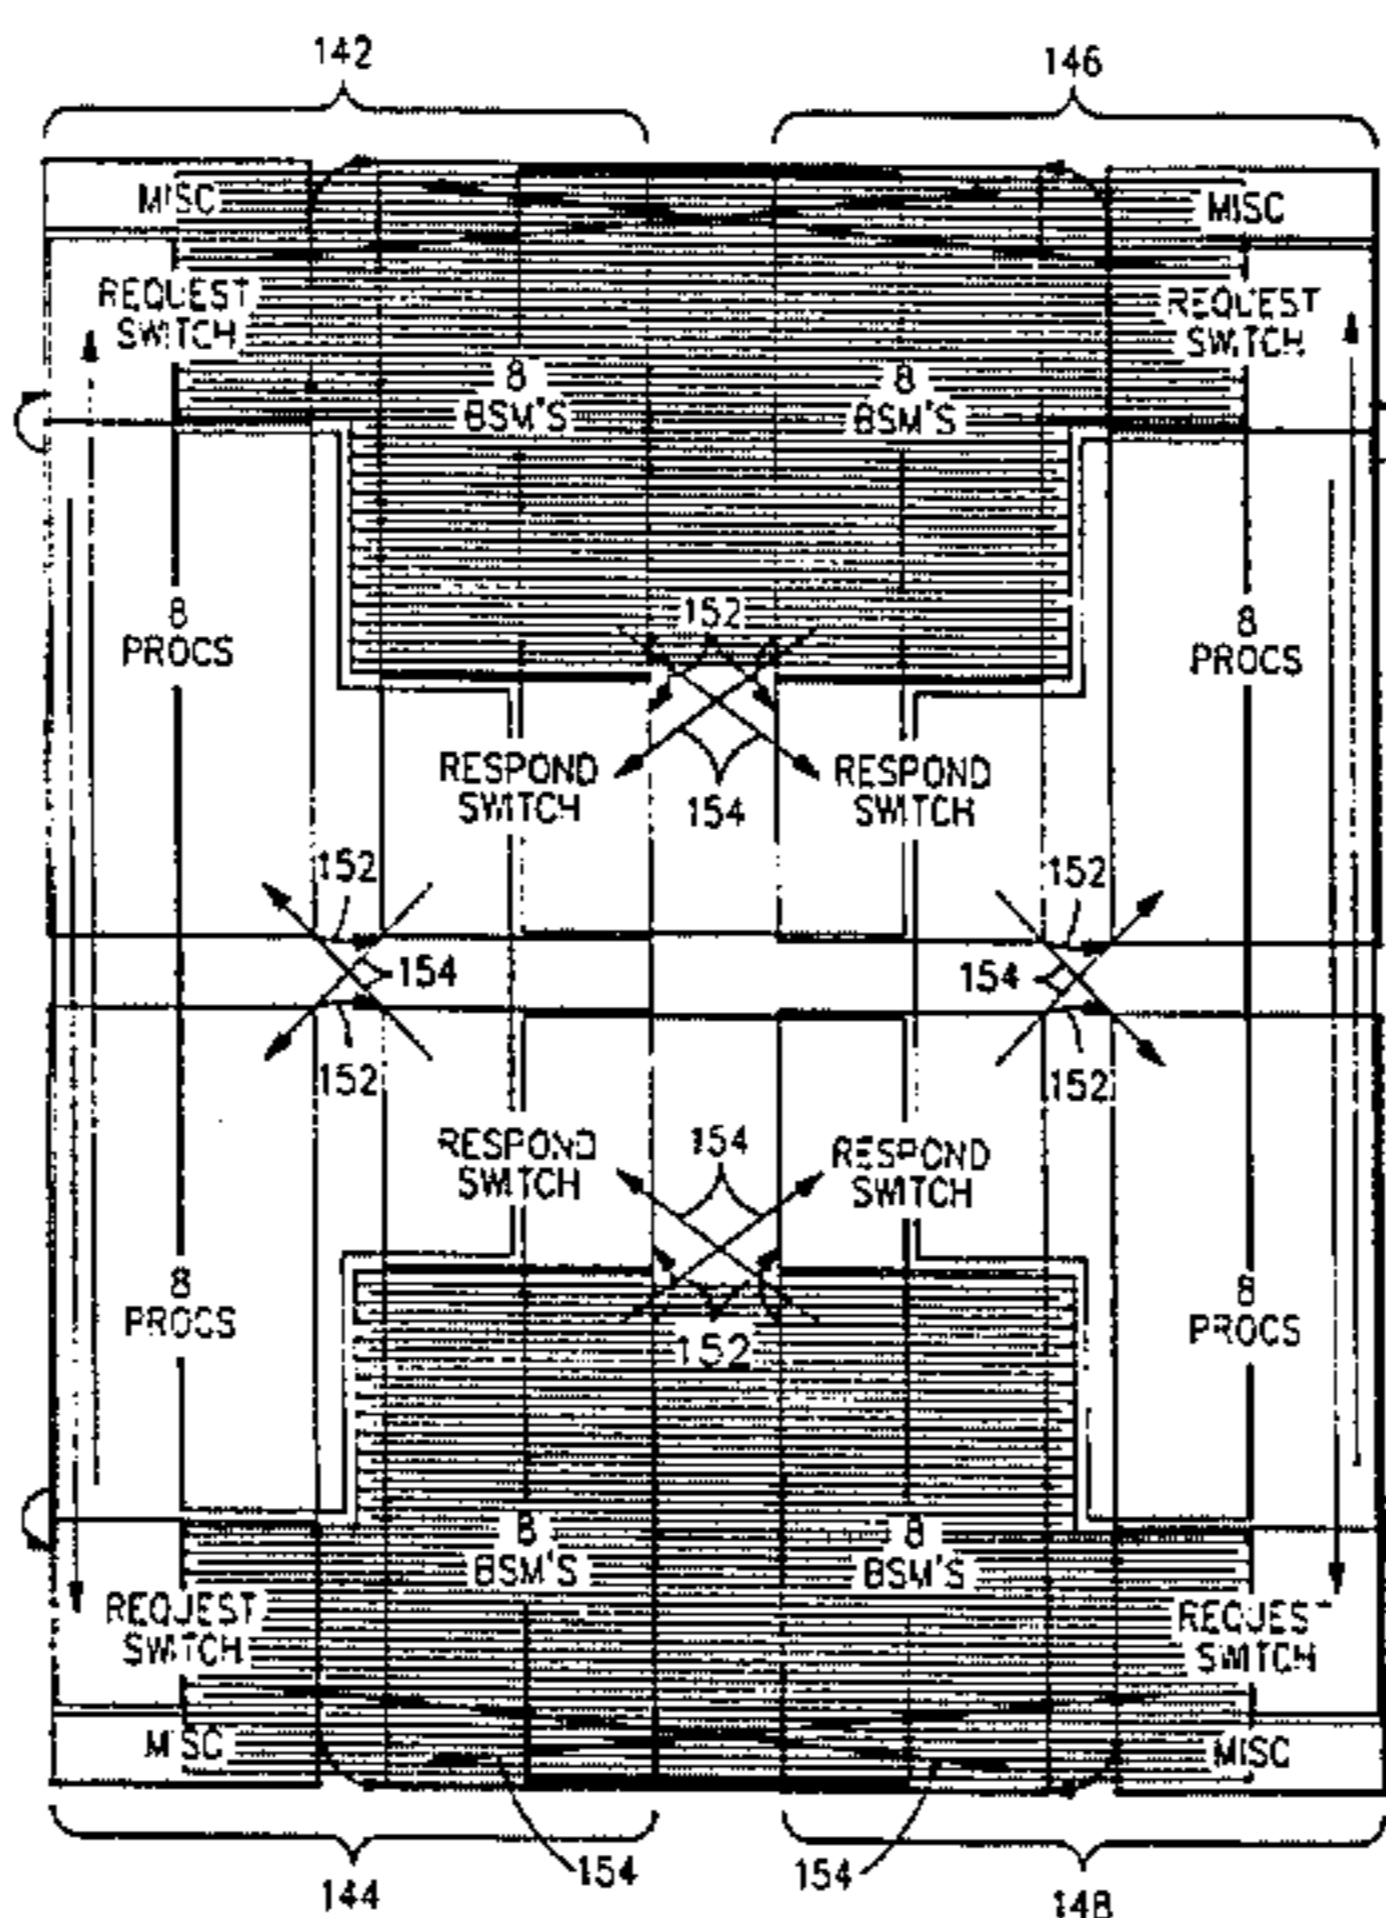 142
146
MISC
MISC
REQUEST
SWITCH
REQUEST
SWITCH
8
BSM'S
8
BSM'S
8
PROCS
152
8
PROCS
RESPOND
SWITCH
154
RESPOND
SWITCH
152
152
154
154
152
152
RESPOND
SWITCH
154
RESPOND
SWITCH
8
PROCS
152
8
PROCS
8
BSM'S
8
BSM'S
REQUEST
SWITCH
REQUEST
SWITCH
MISC
MISC
144
154
154
148